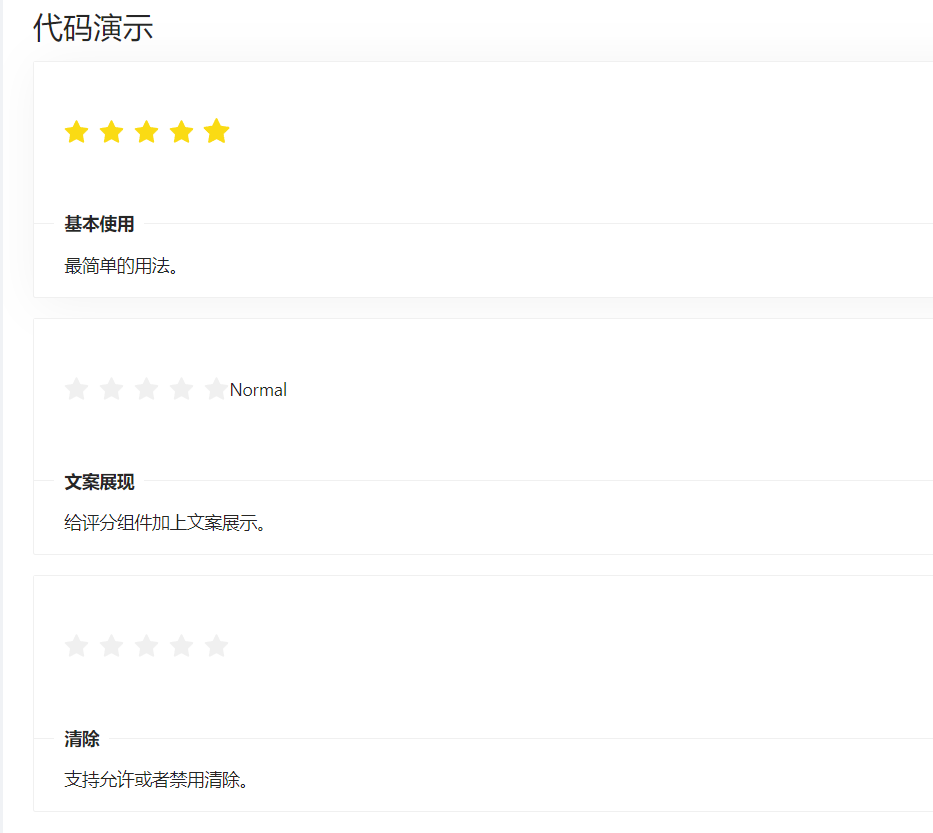 代码演示
基本使用
最简单的用法。
Normal
文案展现
给评分组件加上文案展示。
清除
支持允许或者禁用清除。